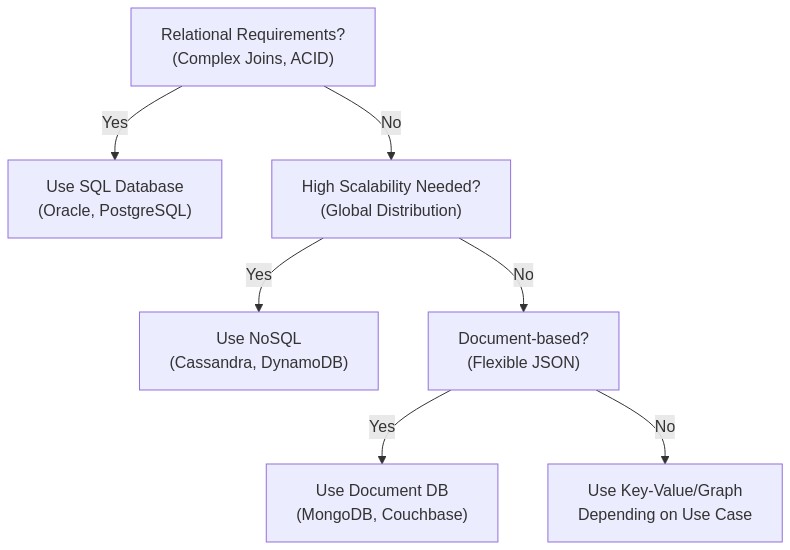 Relational Requirements?
(Complex Joins, ACID)
Yes
No
Use SQL Database
(Oracle, PostgreSQL)
High Scalability Needed?
(Global Distribution)
Yes
No
Use NoSQL
(Cassandra, DynamoDB)
Document-based?
(Flexible JSON)
Yes
No
Use Document DB
(MongoDB, Couchbase)
Use Key-Value/Graph
Depending on Use Case